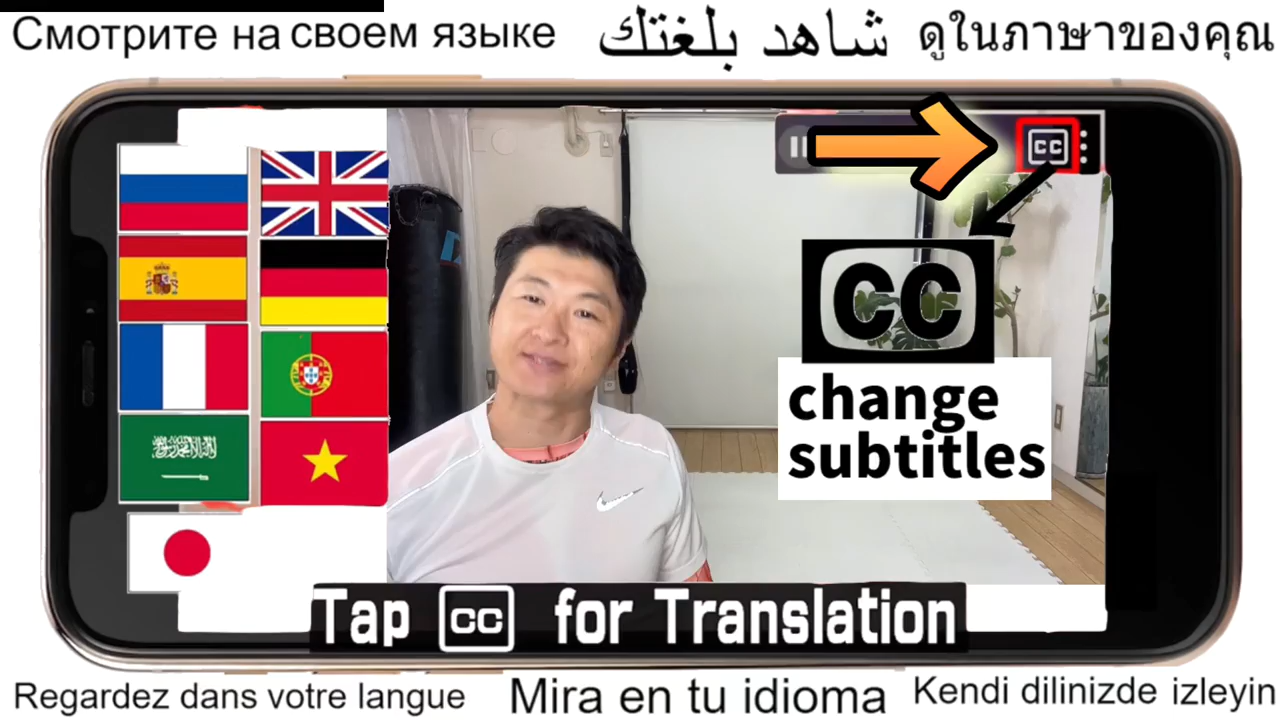 Смотрите на своем языке
شاهد بلغتك
ดูในภาษาของคุณ
CC
CC
change
subtitles
Tap CC for Translation
Regardez dans votre langue
Mira en tu idioma
Kendi dilinizde izleyin